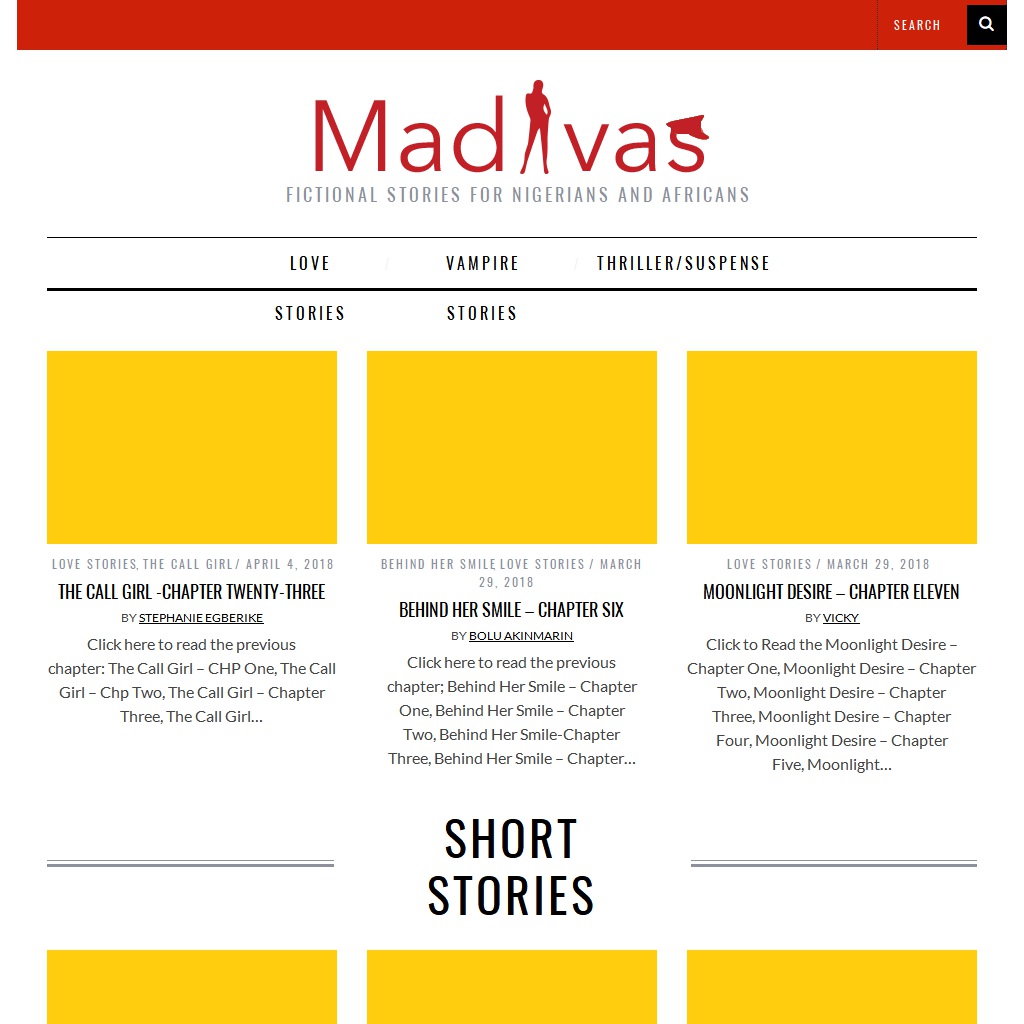 SEARCH
Madivas
FICTIONAL STORIES FOR NIGERIANS AND AFRICANS
LOVE / VAMPIRE / THRILLER/SUSPENSE
STORIES STORIES
LOVE STORIES, THE CALL GIRL / APRIL 4, 2018
THE CALL GIRL -CHAPTER TWENTY-THREE
BY STEPHANIE EGBERIKE
Click here to read the previous
chapter: The Call Girl – CHP One, The Call
Girl – Chp Two, The Call Girl – Chapter
Three, The Call Girl…
BEHIND HER SMILE, LOVE STORIES / MARCH
29, 2018
BEHIND HER SMILE – CHAPTER SIX
BY BOLU AKINMARIN
Click here to read the previous
chapter; Behind Her Smile – Chapter
One, Behind Her Smile – Chapter
Two, Behind Her Smile-Chapter
Three, Behind Her Smile – Chapter…
LOVE STORIES / MARCH 29, 2018
MOONLIGHT DESIRE – CHAPTER ELEVEN
BY VICKY
Click to Read the Moonlight Desire –
Chapter One, Moonlight Desire – Chapter
Two, Moonlight Desire – Chapter
Three, Moonlight Desire – Chapter
Four, Moonlight Desire – Chapter
Five, Moonlight…
SHORT
STORIES